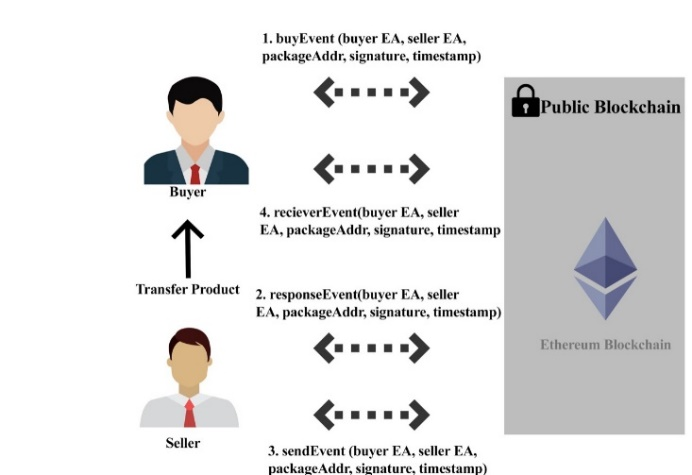 1. buyEvent (buyer EA, seller EA,
packageAddr, signature, timestamp)
Public Blockchain
Buyer
4. recieverEvent(buyer EA, seller
EA, packageAddr, signature, timestamp
Transfer Product
2. responseEvent(buyer EA, seller
EA, packageAddr, signature, timestamp)
Ethereum Blockchain
Seller
3. sendEvent (buyer EA, seller EA,
packageAddr, signature, timestamp)